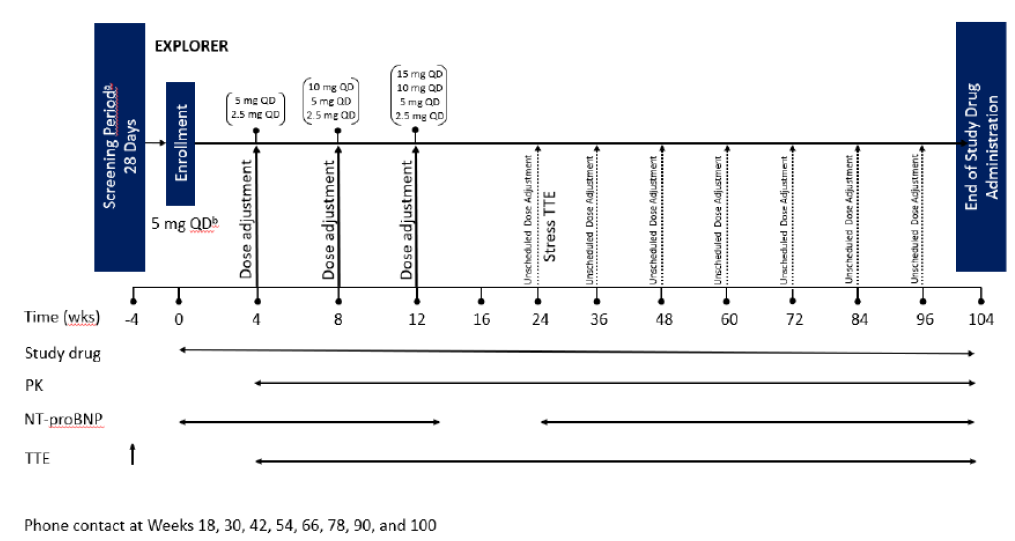 EXPLORER
Screening Periodᵃ
28 Days
Enrollment
5 mg QDᵇ
5 mg QD
2.5 mg QD
10 mg QD
5 mg QD
2.5 mg QD
15 mg QD
10 mg QD
5 mg QD
2.5 mg QD
Dose adjustment
Dose adjustment
Dose adjustment
Unscheduled Dose Adjustment
Stress TTE
Unscheduled Dose Adjustment
Unscheduled Dose Adjustment
Unscheduled Dose Adjustment
Unscheduled Dose Adjustment
Unscheduled Dose Adjustment
Unscheduled Dose Adjustment
End of Study Drug
Administration
Time (wks) -4 0 4 8 12 16 24 36 48 60 72 84 96 104
Study drug
PK
NT-proBNP
TTE
Phone contact at Weeks 18, 30, 42, 54, 66, 78, 90, and 100